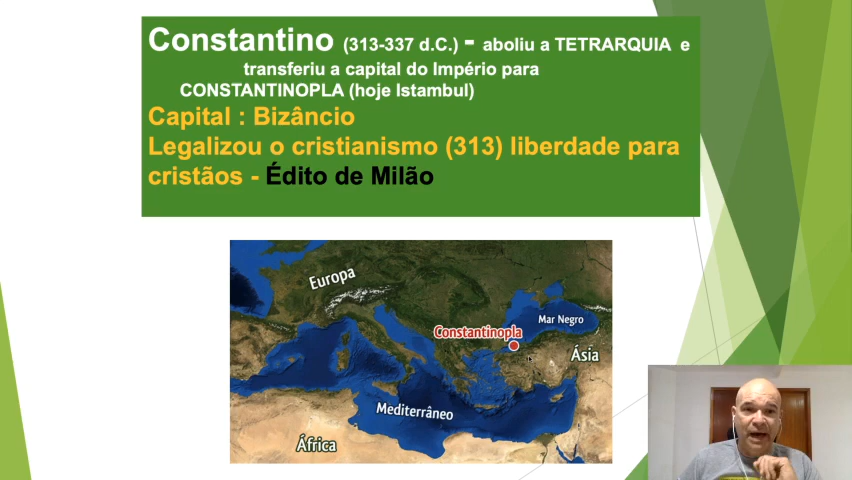 Constantino (313-337 d.C.) - aboliu a TETRARQUIA e
transferiu a capital do Império para
CONSTANTINOPLA (hoje Istambul)
Capital : Bizâncio
Legalizou o cristianismo (313) liberdade para
cristãos - Édito de Milão
Europa
Constantinopla
Mar Negro
Ásia
Mediterrâneo
África